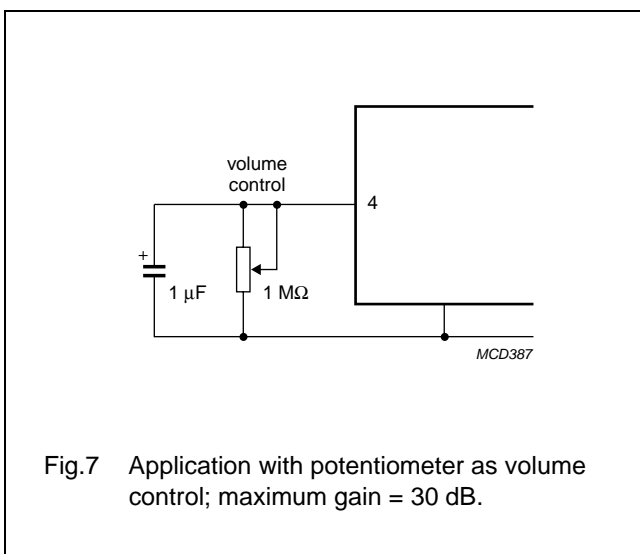 volume
control
4
+
1 μF
1 MΩ
MCD387
Fig.7 Application with potentiometer as volume
control; maximum gain = 30 dB.